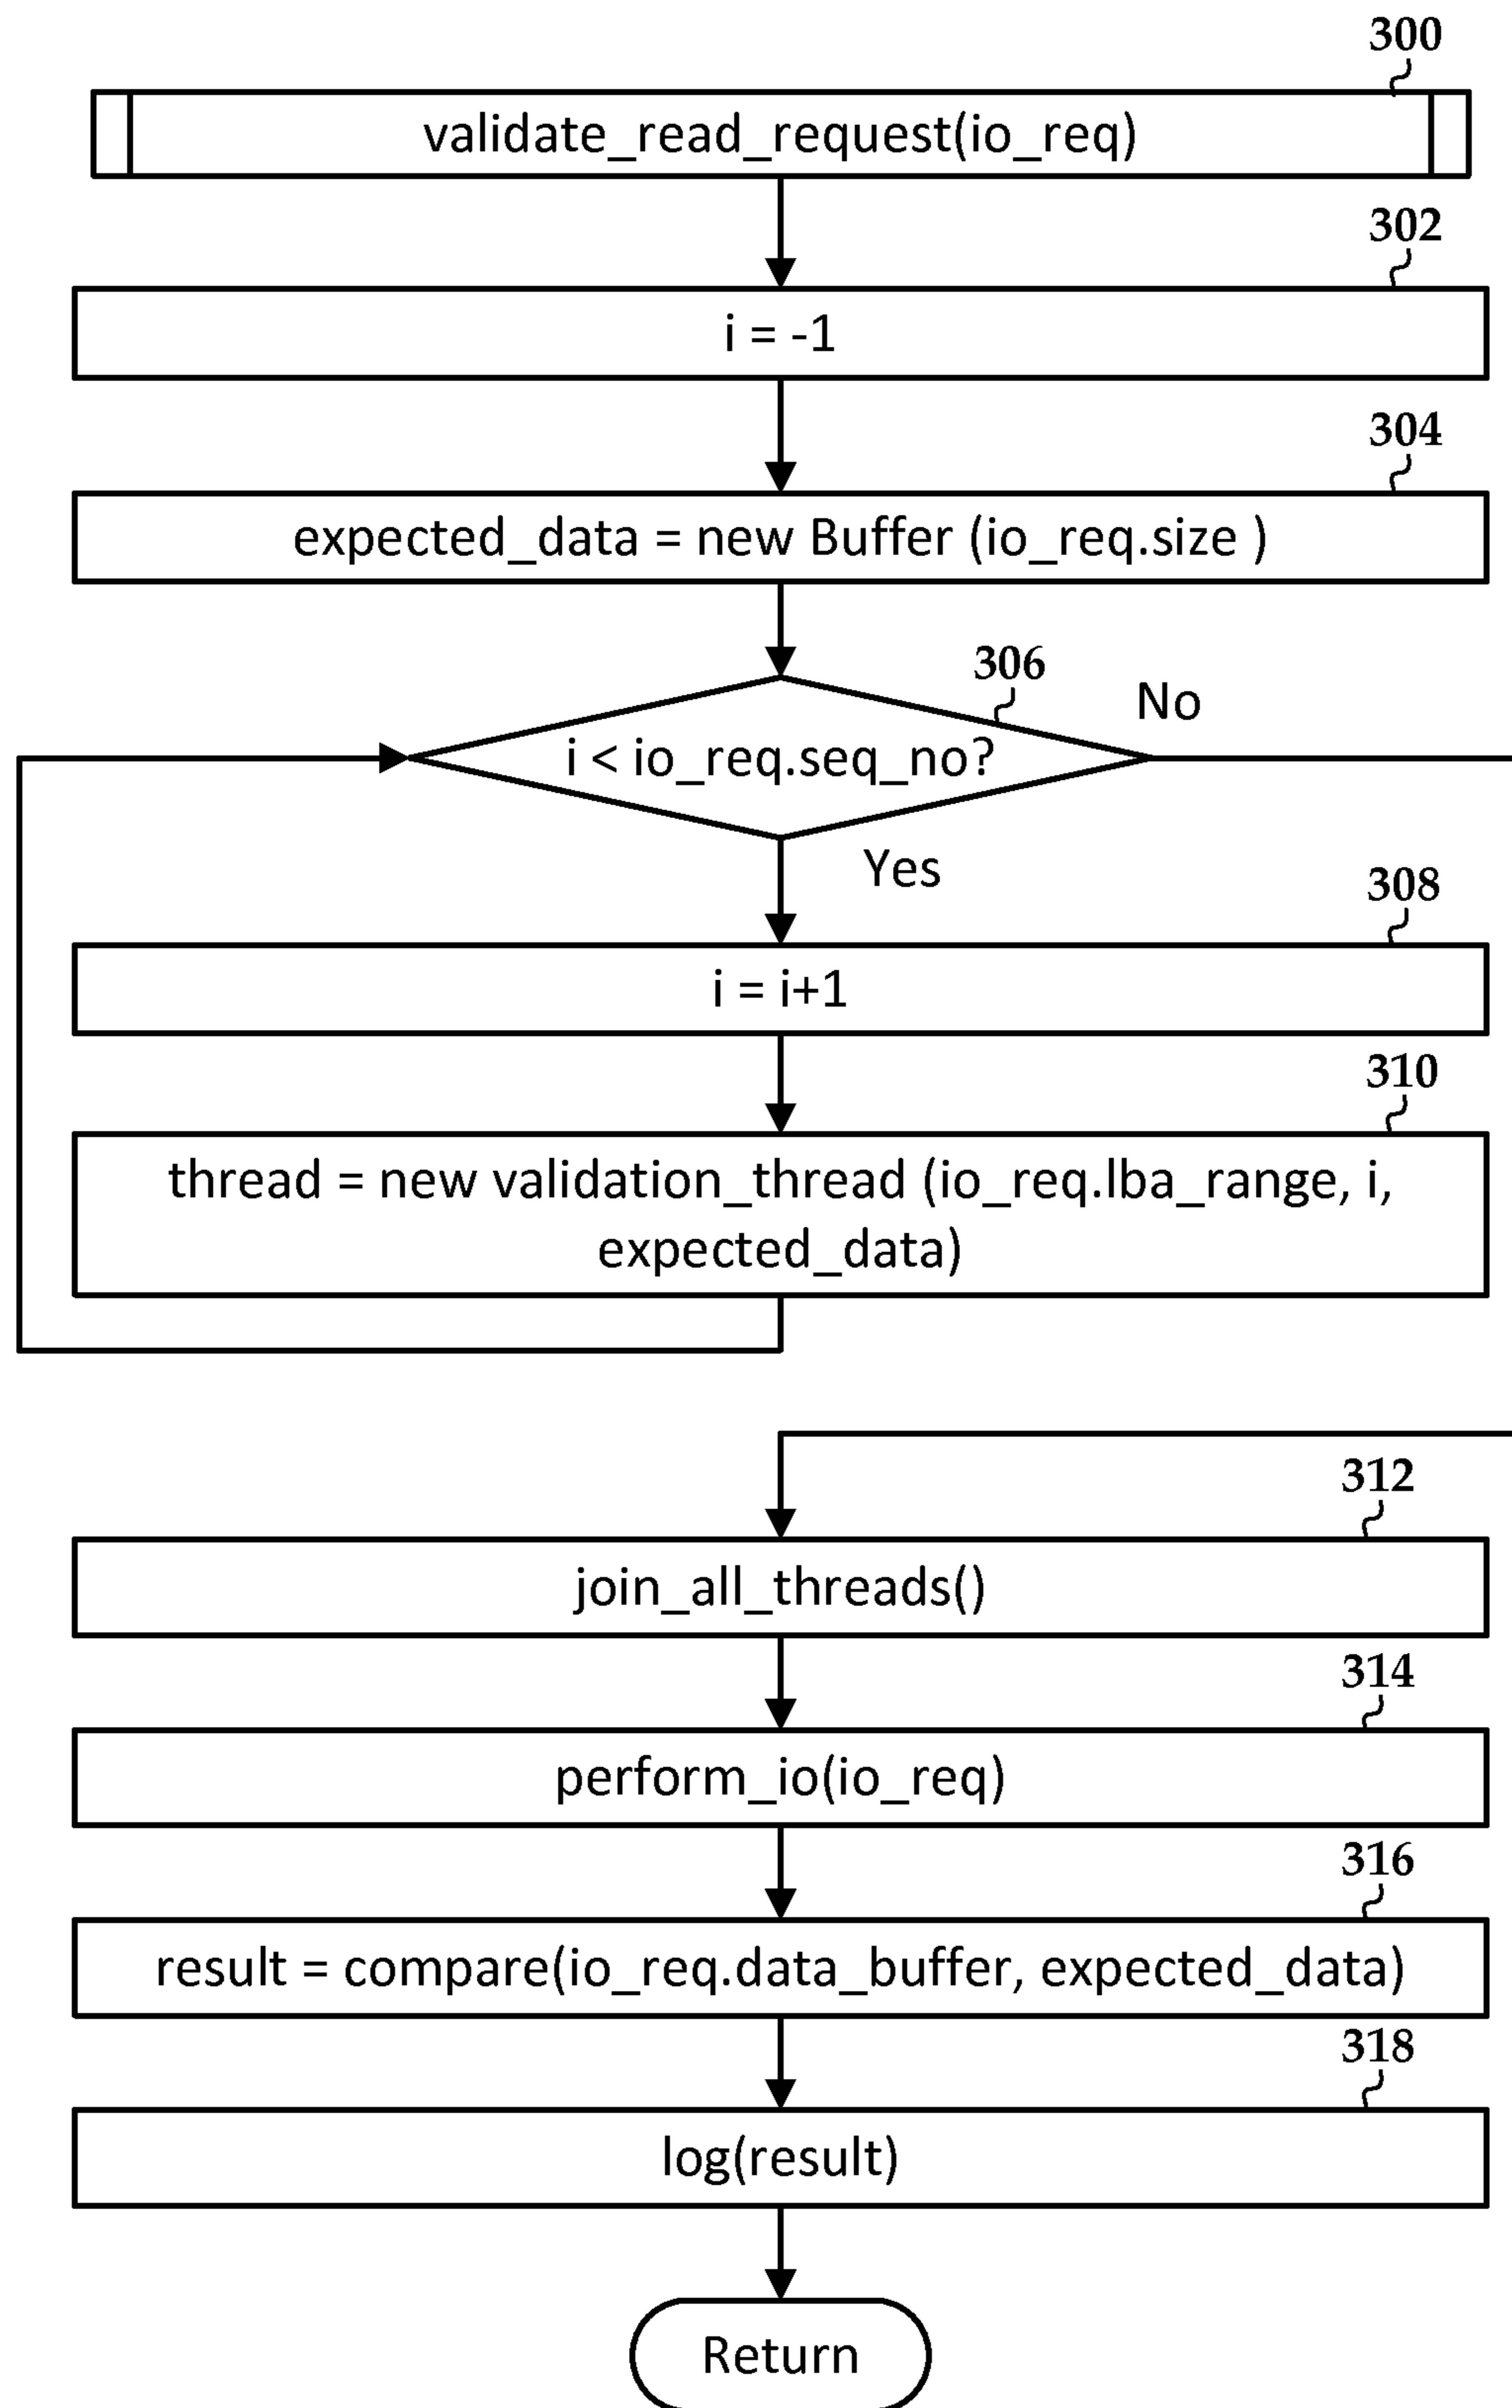 300
validate_read_request(io_req)
302
i = -1
304
expected_data = new Buffer (io_req.size )
306
No
i < io_req.seq_no?
Yes
308
i = i+1
310
thread = new validation_thread (io_req.lba_range, i,
expected_data)
312
join_all_threads()
314
perform_io(io_req)
316
result = compare(io_req.data_buffer, expected_data)
318
log(result)
Return